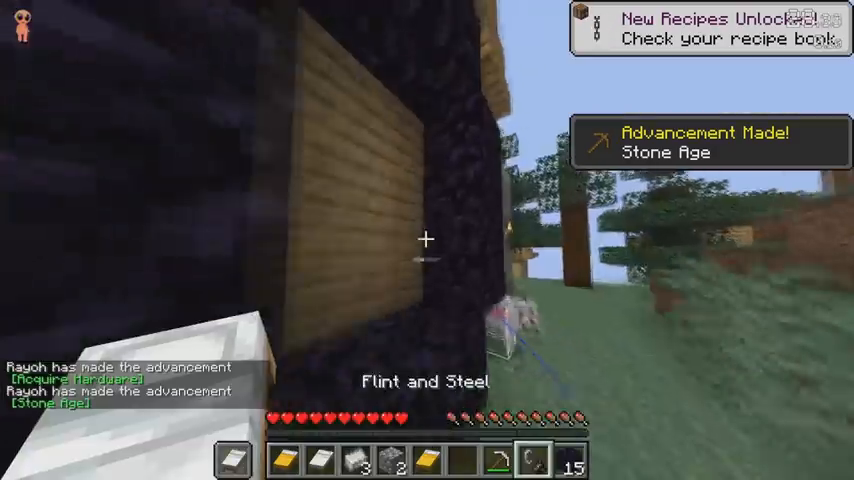 New Recipes Unlocked!
Check your recipe book
Advancement Made!
Stone Age
Rayoh has made the advancement
[Acquire Hardware]
Rayoh has made the advancement
[Stone Age]
Flint and Steel
3
2
15